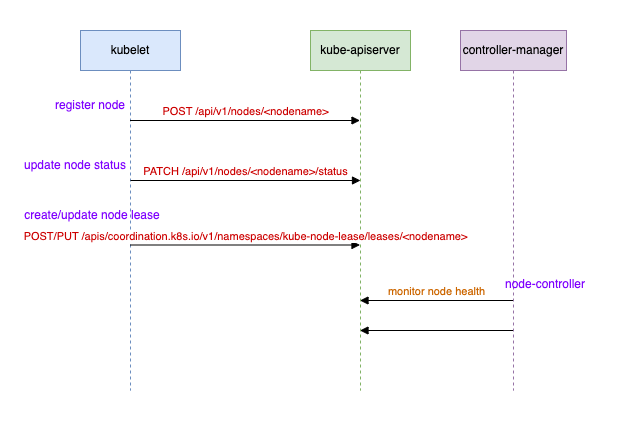 kubelet
kube-apiserver
controller-manager
register node
POST /api/v1/nodes/<nodename>
update node status
PATCH /api/v1/nodes/<nodename>/status
create/update node lease
POST/PUT /apis/coordination.k8s.io/v1/namespaces/kube-node-lease/leases/<nodename>
node-controller
monitor node health